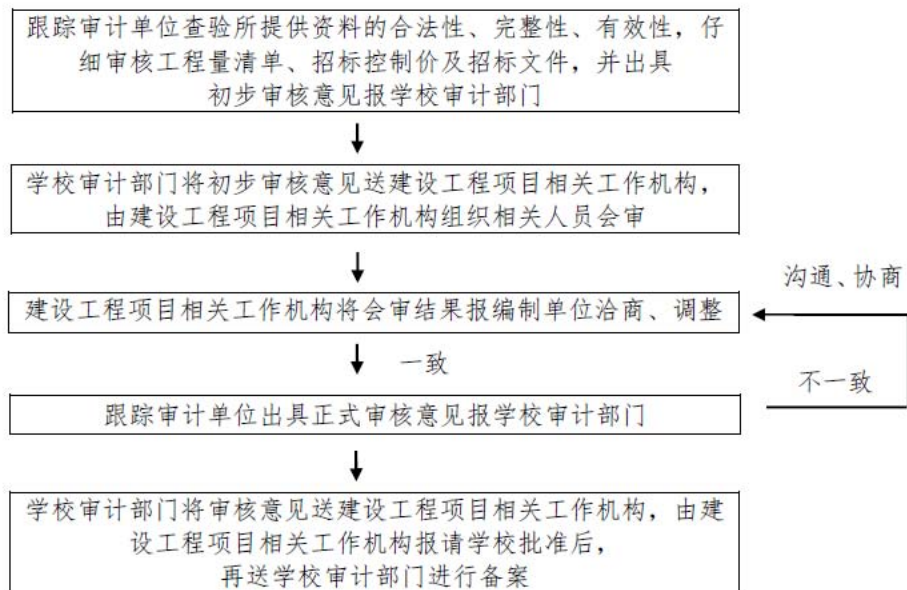 跟踪审计单位查验所提供资料的合法性、完整性、有效性，仔
细审核工程量清单、招标控制价及招标文件，并出具
初步审核意见报学校审计部门
学校审计部门将初步审核意见送建设工程项目相关工作机构，
由建设工程项目相关工作机构组织相关人员会审
沟通、协商
建设工程项目相关工作机构将会审结果报编制单位洽商、调整
一致
不一致
跟踪审计单位出具正式审核意见报学校审计部门
学校审计部门将审核意见送建设工程项目相关工作机构，由建
设工程项目相关工作机构报请学校批准后，
再送学校审计部门进行备案